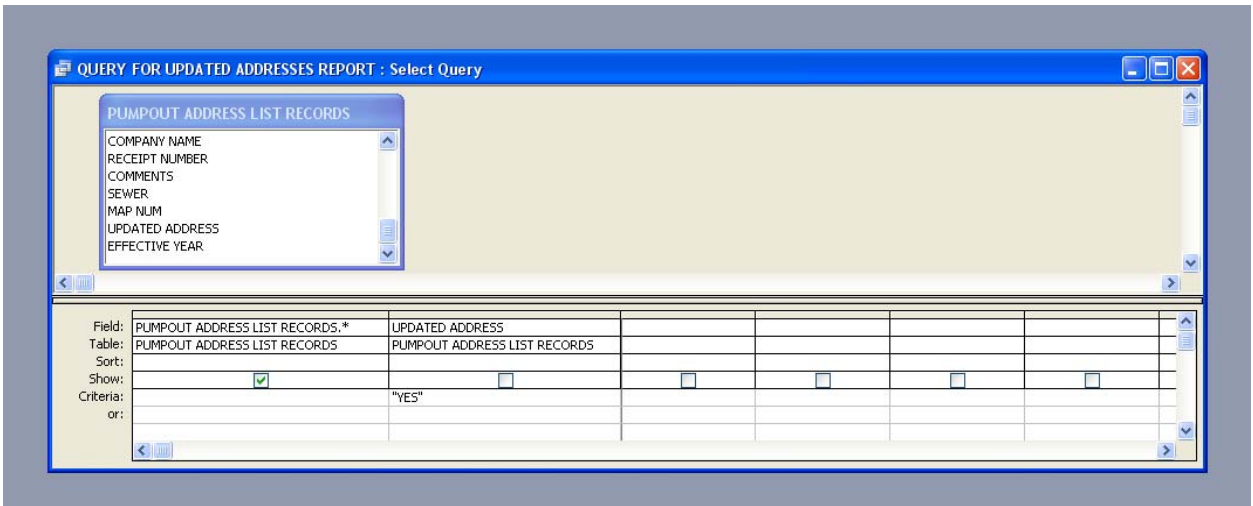 QUERY FOR UPDATED ADDRESSES REPORT : Select Query
PUMPOUT ADDRESS LIST RECORDS
COMPANY NAME
RECEIPT NUMBER
COMMENTS
SEWER
MAP NUM
UPDATED ADDRESS
EFFECTIVE YEAR
Field: PUMPOUT ADDRESS LIST RECORDS.* UPDATED ADDRESS
Table: PUMPOUT ADDRESS LIST RECORDS PUMPOUT ADDRESS LIST RECORDS
Sort:
Show:
Criteria: "YES"
or: